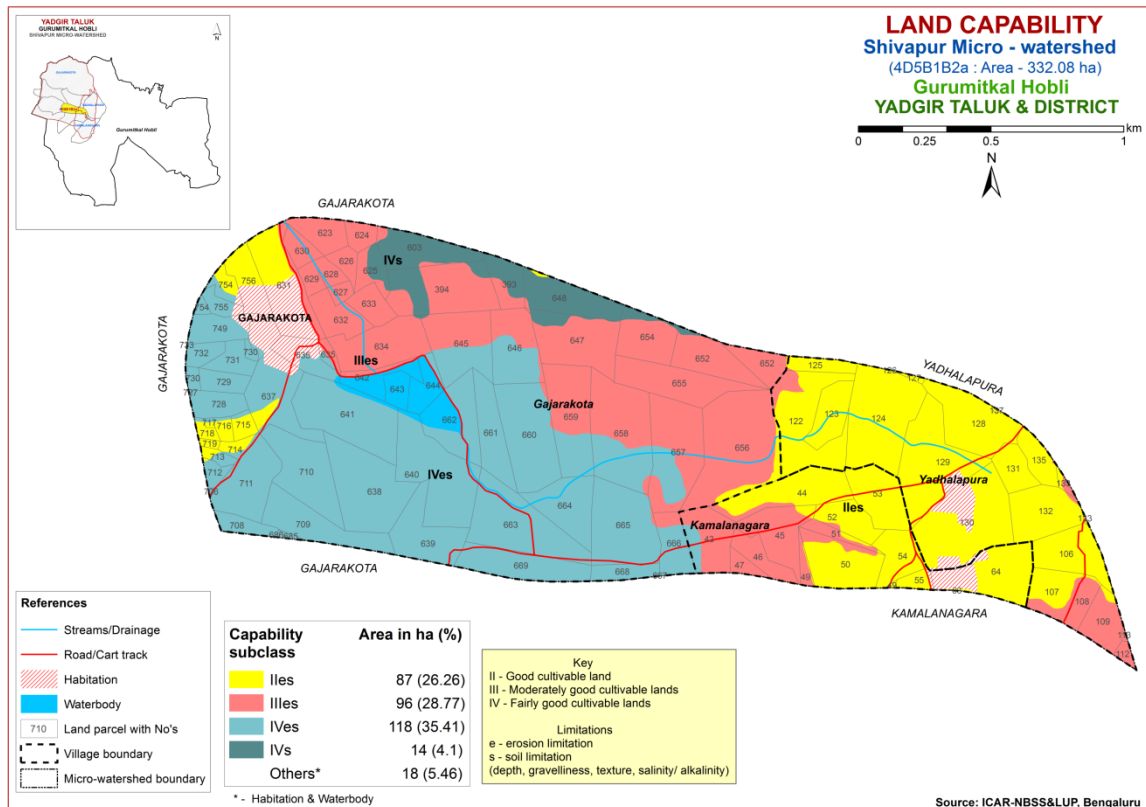 YADGIR TALUK
GURUMITKAL HOBLI
SHIVAPUR MICRO-WATERSHED
N
GAJARAKOTA
Gurumitkal Hobli
LAND CAPABILITY
Shivapur Micro - watershed
(4D5B1B2a : Area - 332.08 ha)
Gurumitkal Hobli
YADGIR TALUK & DISTRICT
km
0 0.25 0.5 1
N
GAJARAKOTA
GAJARAKOTA
YADHALAPURA
623 624 603
630 IVs
629 628 626 625
627 394 393 648
633
632
634 645 646 647 654
652 652
IIIes
754 756 631
755
GAJARAKOTA
749
732 731 730
636 635
729
728
637
642 643 644
662
641
Gajarakota
659 655
661 660 658
657 656
717 716 715
718
719
714
713
712
711 710
708 709
640
638
IVes
639
663 664 665
666
668
669
125 127 137
122 123 124 128
129
131 135
Yadhalapura
130 132
106
107 108
109
112
44 53
IIes
52
51
Kamalanagara
45
46
47
49
50
54
55
64
GAJARAKOTA
KAMALANAGARA
References
Streams/Drainage
Road/Cart track
Habitation
Waterbody
710 Land parcel with No's
Village boundary
Micro-watershed boundary
Capability subclass Area in ha (%)
IIes 87 (26.26)
IIIes 96 (28.77)
IVes 118 (35.41)
IVs 14 (4.1)
Others* 18 (5.46)
* - Habitation & Waterbody
Key
II - Good cultivable land
III - Moderately good cultivable lands
IV - Fairly good cultivable lands
Limitations
e - erosion limitation
s - soil limitation
(depth, gravelliness, texture, salinity/ alkalinity)
Source: ICAR-NBSS&LUP, Bengaluru